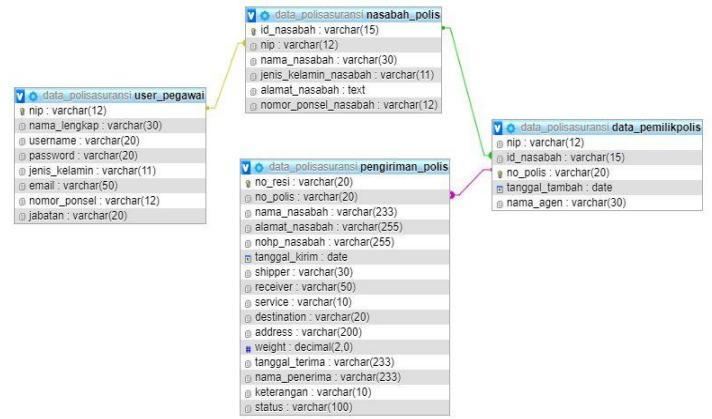 data_polisasuransi nasabah_polis
id_nasabah : varchar(15)
nip : varchar(12)
nama_nasabah : varchar(30)
jenis_kelamin_nasabah : varchar(11)
alamat_nasabah : text
nomor_ponsel_nasabah : varchar(12)
data_polisasuransi user_pegawai
nip : varchar(12)
nama_lengkap : varchar(30)
username : varchar(20)
password : varchar(20)
jenis_kelamin : varchar(11)
email : varchar(50)
nomor_ponsel : varchar(12)
jabatan : varchar(20)
data_polisasuransi data_pemilikpolis
nip : varchar(12)
id_nasabah : varchar(15)
no_polis : varchar(20)
tanggal_tambah : date
nama_agen : varchar(30)
data_polisasuransi pengiriman_polis
no_resi : varchar(20)
no_polis : varchar(20)
nama_nasabah : varchar(233)
alamat_nasabah : varchar(255)
nohp_nasabah : varchar(255)
tanggal_kirim : date
shipper : varchar(30)
receiver : varchar(50)
service : varchar(10)
destination : varchar(20)
address : varchar(200)
# weight : decimal(2,0)
tanggal_terima : varchar(233)
nama_penerima : varchar(233)
keterangan : varchar(10)
status : varchar(100)